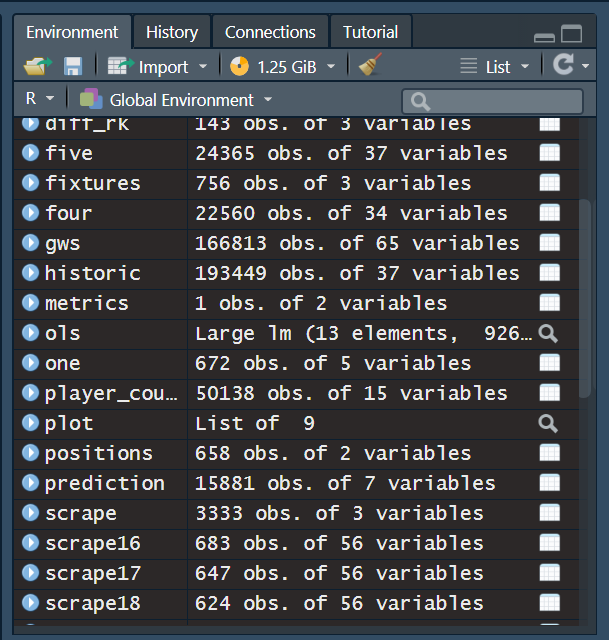 Environment History Connections Tutorial
Import 1.25 GiB List
R Global Environment
diff_rk 143 obs. of 3 variables
five 24365 obs. of 37 variables
fixtures 756 obs. of 3 variables
four 22560 obs. of 34 variables
gws 166813 obs. of 65 variables
historic 193449 obs. of 37 variables
metrics 1 obs. of 2 variables
ols Large lm (13 elements,  926…
one 672 obs. of 5 variables
player_cou… 50138 obs. of 15 variables
plot List of  9
positions 658 obs. of 2 variables
prediction 15881 obs. of 7 variables
scrape 3333 obs. of 3 variables
scrape16 683 obs. of 56 variables
scrape17 647 obs. of 56 variables
scrape18 624 obs. of 56 variables